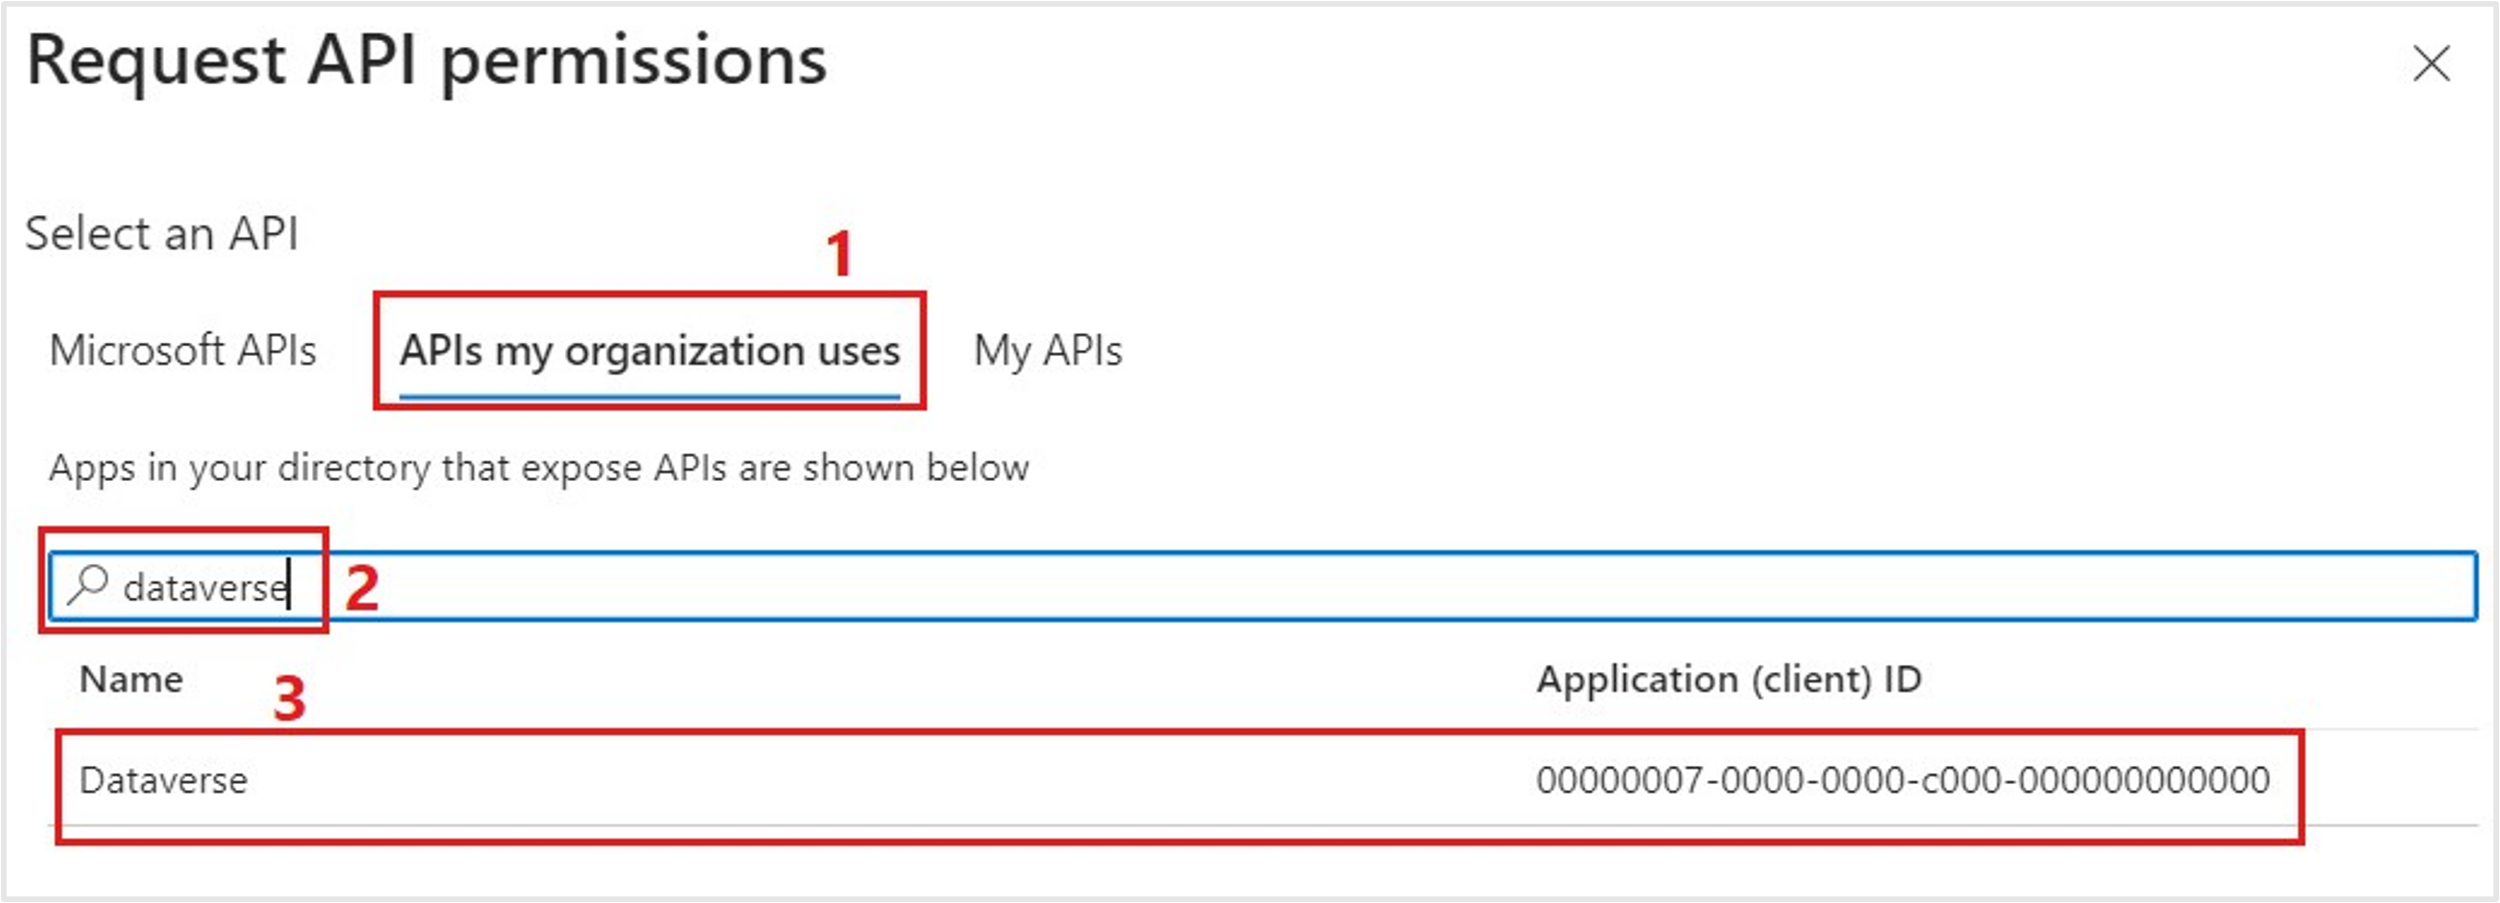 Request API permissions
Select an API
1
Microsoft APIs APIs my organization uses My APIs
Apps in your directory that expose APIs are shown below
dataverse 2
Name Application (client) ID
3
Dataverse 00000007-0000-0000-c000-000000000000